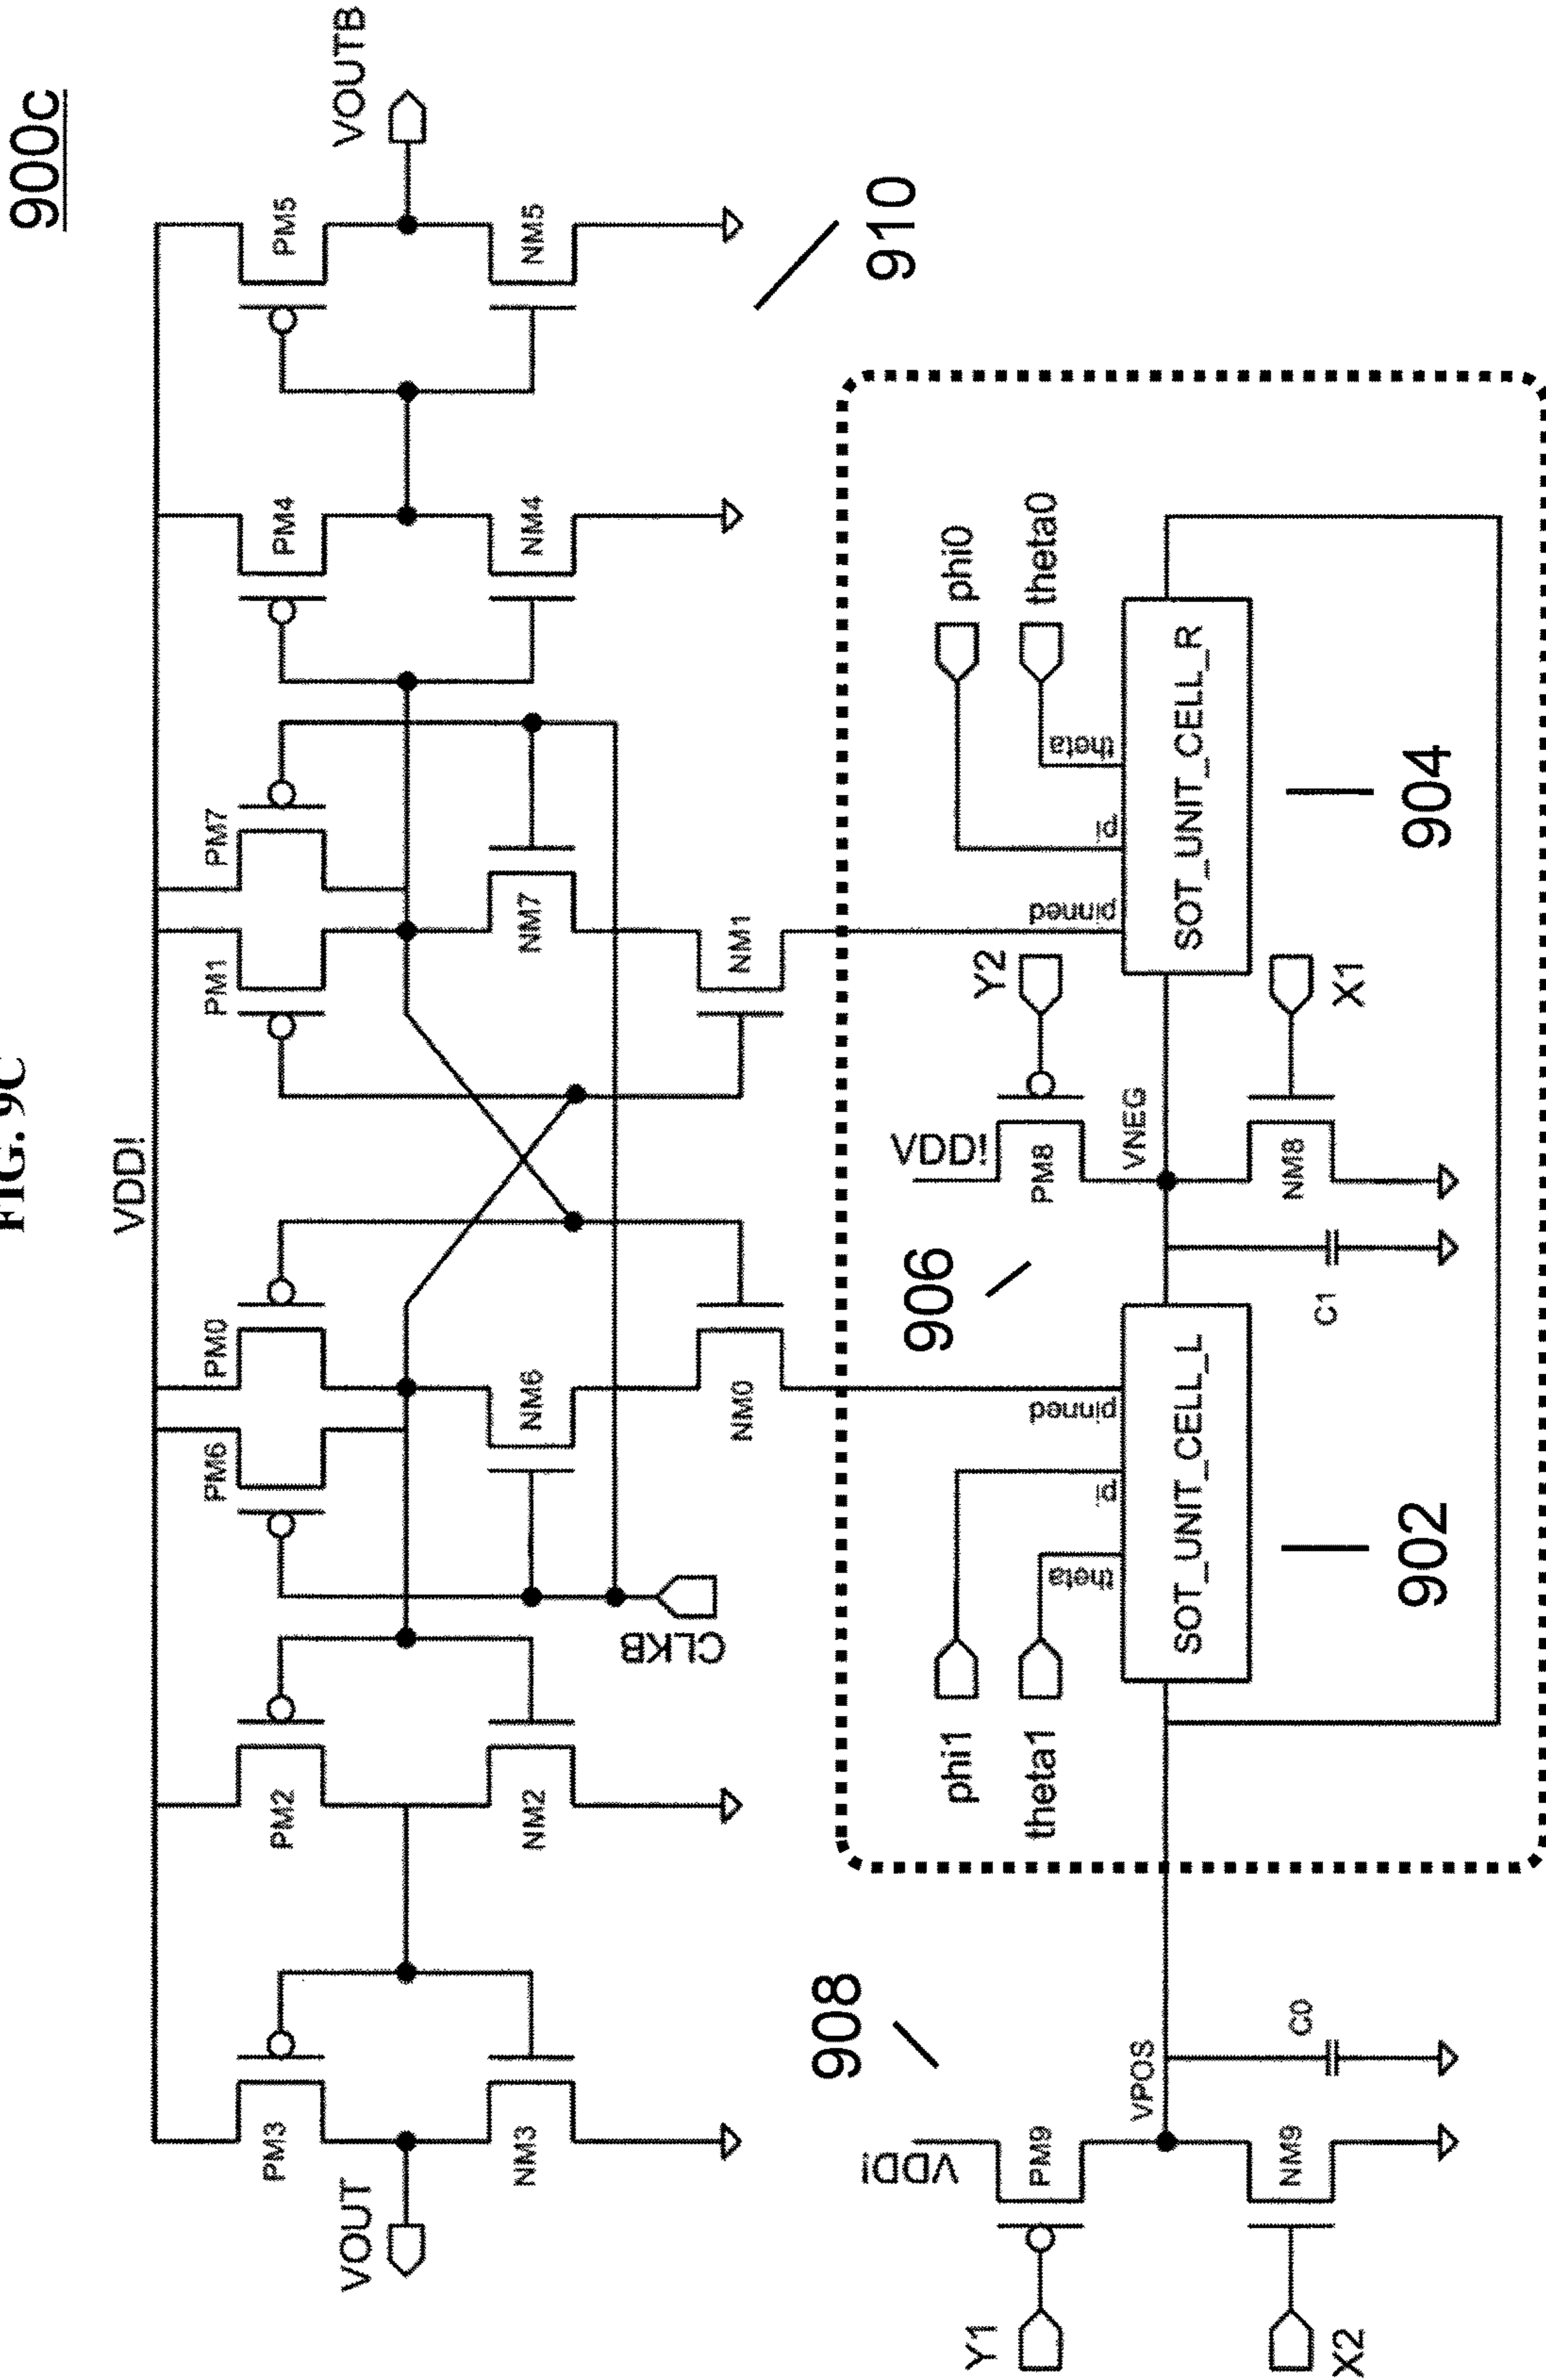 FIG. 9C
900c
VDD!
PM3
PM2
PM6
PM0
PM1
PM7
PM4
PM5
VOUT
VOUTB
NM3
NM2
NM6
NM7
NM4
NM5
CLKB
NM0
NM1
910
908
906
phi1
theta1
theta
pinned
Y2
phi0
theta0
pinned
pi
theta
VDD!
PM9
Y1
VPOS
VDD!
PM8
VNEG
SOT_UNIT_CELL_L
SOT_UNIT_CELL_R
NM9
X2
C0
C1
NM8
X1
902
904